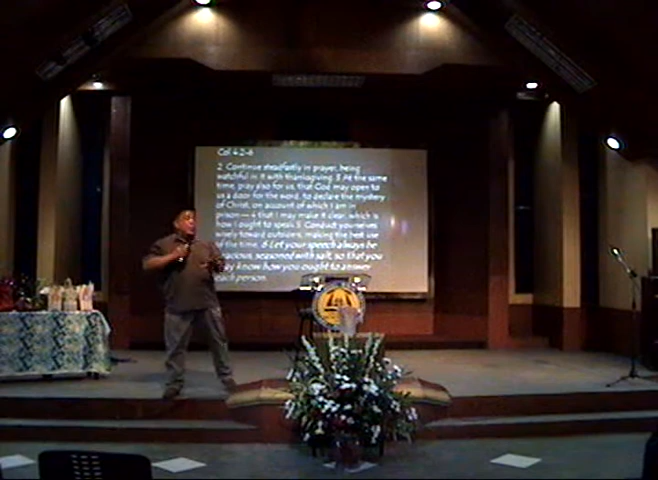 Col 4:2-6
2 Continue steadfastly in prayer, being
watchful in it with thanksgiving. 3 At the same
time, pray also for us, that God may open to
us a door for the word, to declare the mystery
of Christ, on account of which I am in
prison— 4 that I may make it clear, which is
how I ought to speak. 5 Conduct yourselves
wisely toward outsiders, making the best use
of the time. 6 Let your speech always be
gracious, seasoned with salt, so that you
may know how you ought to answer
each person.